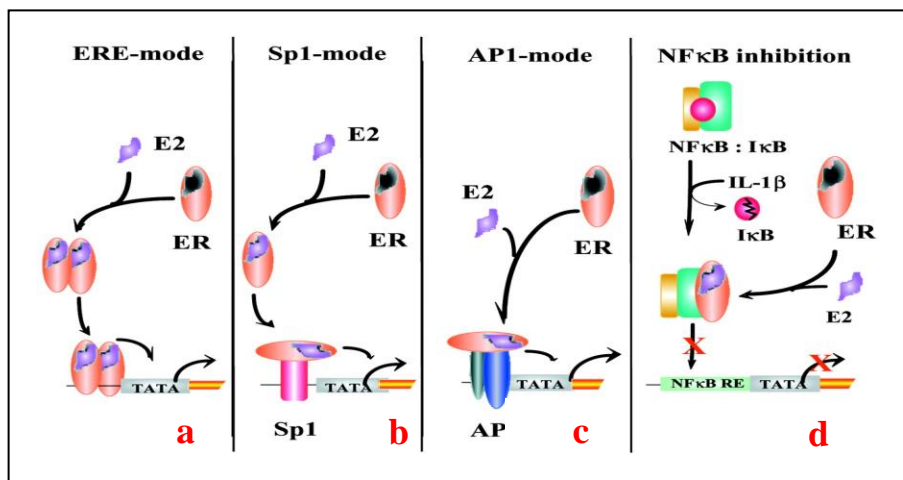 ERE-mode
E2
ER
TATA
a
Sp1-mode
E2
ER
TATA
Sp1
b
AP1-mode
E2
ER
TATA
AP
c
NFκB inhibition
NFκB : IκB
IL-1β
IκB
ER
E2
X
X
NFκB RE TATA
d